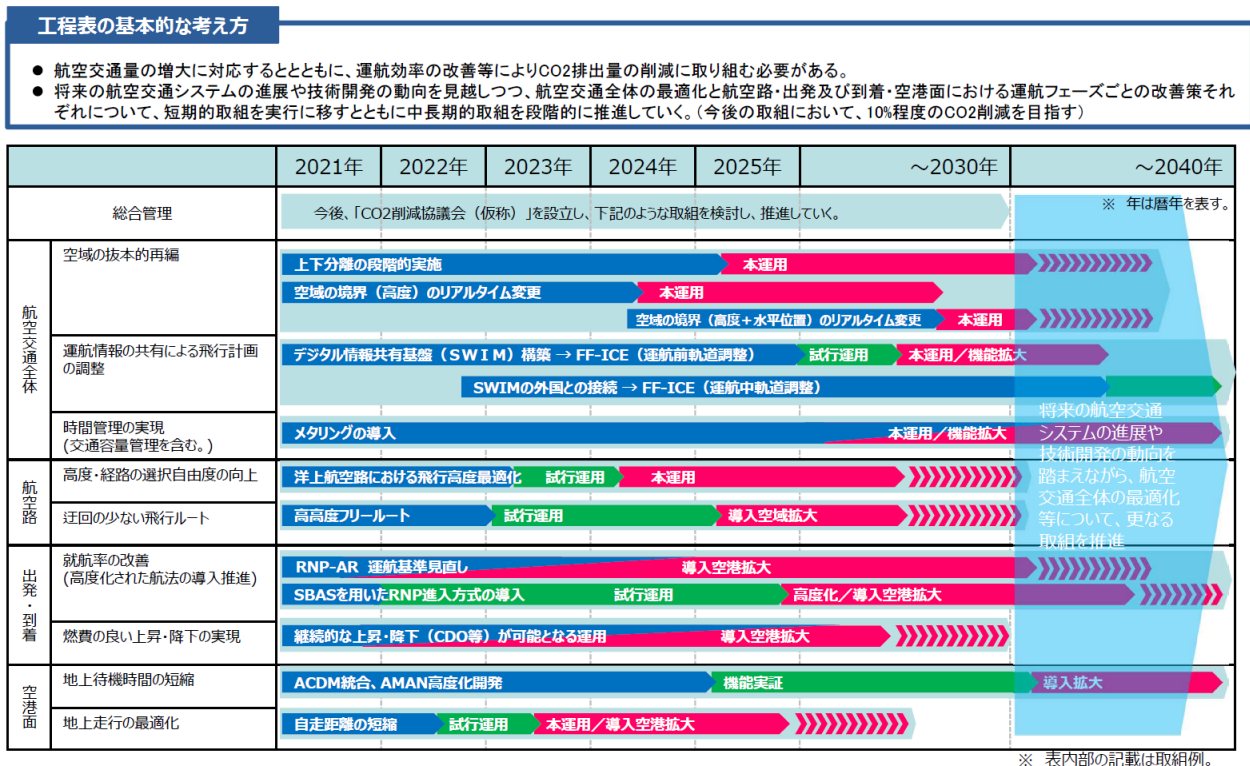 工程表の基本的な考え方
● 航空交通量の増大に対応するとともに、運航効率の改善等によりCO2排出量の削減に取り組む必要がある。
● 将来の航空交通システムの進展や技術開発の動向を見越しつつ、航空交通全体の最適化と航空路・出発及び到着・空港面における運航フェーズごとの改善策それ
ぞれについて、短期的取組を実行に移すとともに中長期的取組を段階的に推進していく。(今後の取組において、10%程度のCO2削減を目指す)
2021年 2022年 2023年 2024年 2025年 ～2030年 ～2040年
総合管理
今後、「CO2削減協議会（仮称）」を設立し、下記のような取組を検討し、推進していく。
※ 年は暦年を表す。
航空交通全体
空域の抜本的再編
上下分離の段階的実施 本運用
空域の境界（高度）のリアルタイム変更 本運用
空域の境界（高度＋水平位置）のリアルタイム変更 本運用
運航情報の共有による飛行計画
の調整
デジタル情報共有基盤（ＳＷＩＭ）構築 → FF-ICE（運航前軌道調整） 試行運用 本運用／機能拡大
SWIMの外国との接続 → FF-ICE（運航中軌道調整）
時間管理の実現
(交通容量管理を含む。)
メタリングの導入 本運用／機能拡大
航空路
高度・経路の選択自由度の向上
洋上航空路における飛行高度最適化 試行運用 本運用
迂回の少ない飛行ルート
高高度フリールート 試行運用 導入空域拡大
将来の航空交通
システムの進展や
技術開発の動向を
踏まえながら、航空
交通全体の最適化
等について、更なる
取組を推進
出発・到着
就航率の改善
(高度化された航法の導入推進)
RNP-AR 運航基準見直し 導入空港拡大
SBASを用いたRNP進入方式の導入 試行運用 高度化／導入空港拡大
燃費の良い上昇・降下の実現
継続的な上昇・降下（CDO等）が可能となる運用 導入空港拡大
空港面
地上待機時間の短縮
ACDM統合、AMAN高度化開発 機能実証 導入拡大
地上走行の最適化
自走距離の短縮 試行運用 本運用／導入空港拡大
※ 表内部の記載は取組例。